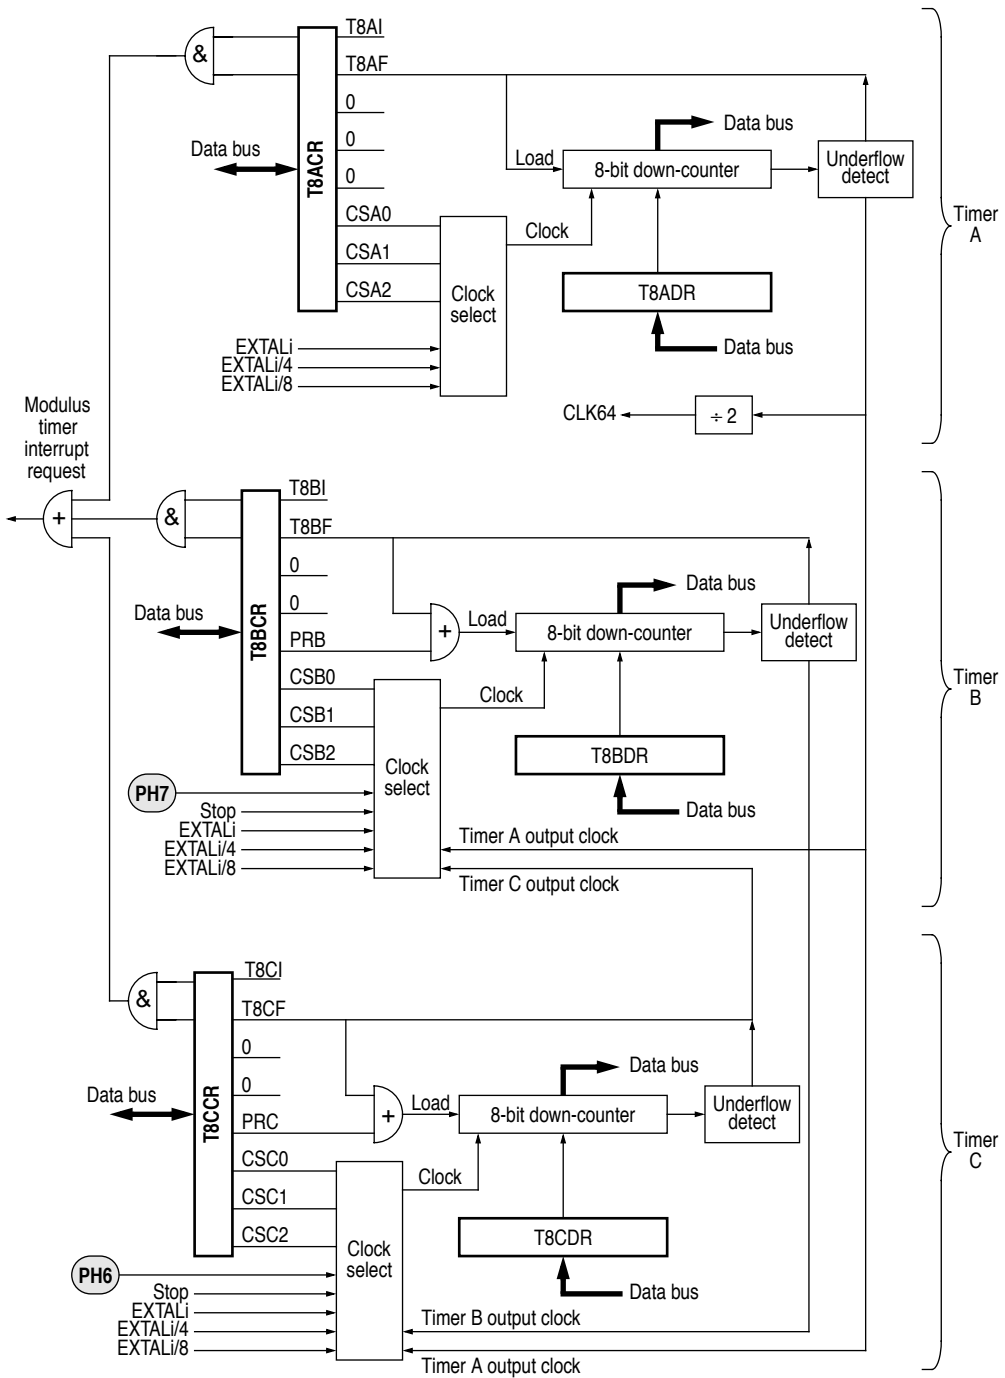 T8AI
&
T8AF
0
0
0
Data bus
T8ACR
Data bus
Load
8-bit down-counter
Underflow
detect
CSA0
CSA1
CSA2
Clock
Clock
select
T8ADR
Data bus
EXTALi
EXTALi/4
EXTALi/8
CLK64
÷ 2
Timer
A
Modulus
timer
interrupt
request
+
&
T8BI
T8BF
0
0
PRB
Data bus
T8BCR
+
Load
Data bus
8-bit down-counter
Underflow
detect
CSB0
CSB1
CSB2
Clock
Clock
select
T8BDR
Data bus
PH7
Stop
EXTALi
EXTALi/4
EXTALi/8
Timer A output clock
Timer C output clock
Timer
B
&
T8CI
T8CF
0
0
PRC
Data bus
T8CCR
+
Load
Data bus
8-bit down-counter
Underflow
detect
CSC0
CSC1
CSC2
Clock
Clock
select
T8CDR
Data bus
PH6
Stop
EXTALi
EXTALi/4
EXTALi/8
Timer B output clock
Timer A output clock
Timer
C